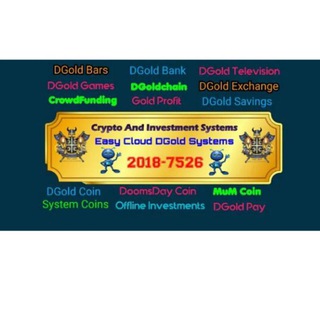 DGold Bars DGold Bank DGold Television
DGold Games DGoldchain DGold Exchange
CrowdFunding Gold Profit DGold Savings
Crypto And Investment Systems
Easy Cloud DGold Systems
2018-7526
DGold Coin DoomsDay Coin MuM Coin
System Coins Offline Investments DGold Pay